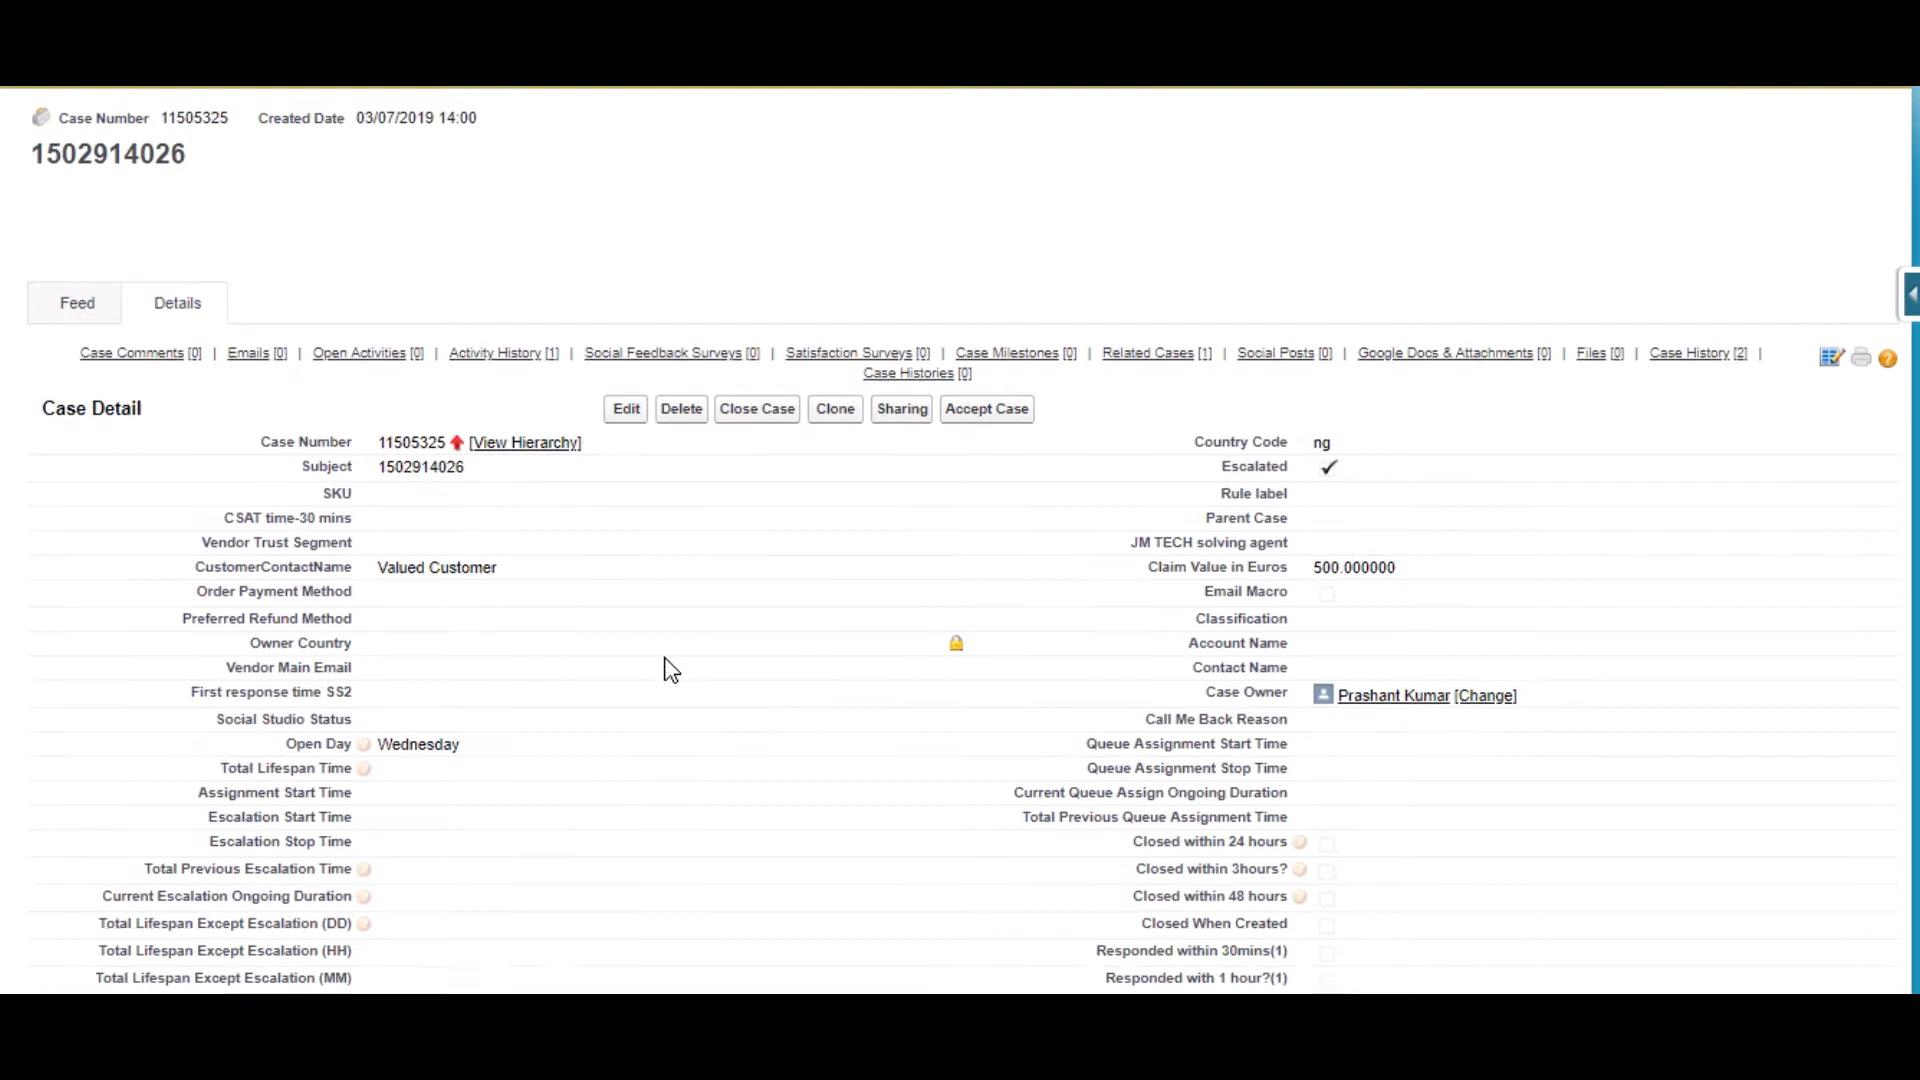 Case Number 11505325 Created Date 03/07/2019 14:00
1502914026
Feed Details
Case Comments [0] | Emails [0] | Open Activities [0] | Activity History [1] | Social Feedback Surveys [0] | Satisfaction Surveys [0] | Case Milestones [0] | Related Cases [1] | Social Posts [0] | Google Docs & Attachments [0] | Files [0] | Case History [2] |
Case Histories [0]
Case Detail Edit Delete Close Case Clone Sharing Accept Case
Case Number 11505325 [View Hierarchy] Country Code ng
Subject 1502914026 Escalated
SKU Rule label
CSAT time-30 mins Parent Case
Vendor Trust Segment JM TECH solving agent
CustomerContactName Valued Customer Claim Value in Euros 500.000000
Order Payment Method Email Macro
Preferred Refund Method Classification
Owner Country Account Name
Vendor Main Email Contact Name
First response time SS2 Case Owner Prashant Kumar [Change]
Social Studio Status Call Me Back Reason
Open Day Wednesday Queue Assignment Start Time
Total Lifespan Time Queue Assignment Stop Time
Assignment Start Time Current Queue Assign Ongoing Duration
Escalation Start Time Total Previous Queue Assignment Time
Escalation Stop Time Closed within 24 hours
Total Previous Escalation Time Closed within 3hours?
Current Escalation Ongoing Duration Closed within 48 hours
Total Lifespan Except Escalation (DD) Closed When Created
Total Lifespan Except Escalation (HH) Responded within 30mins(1)
Total Lifespan Except Escalation (MM) Responded with 1 hour?(1)